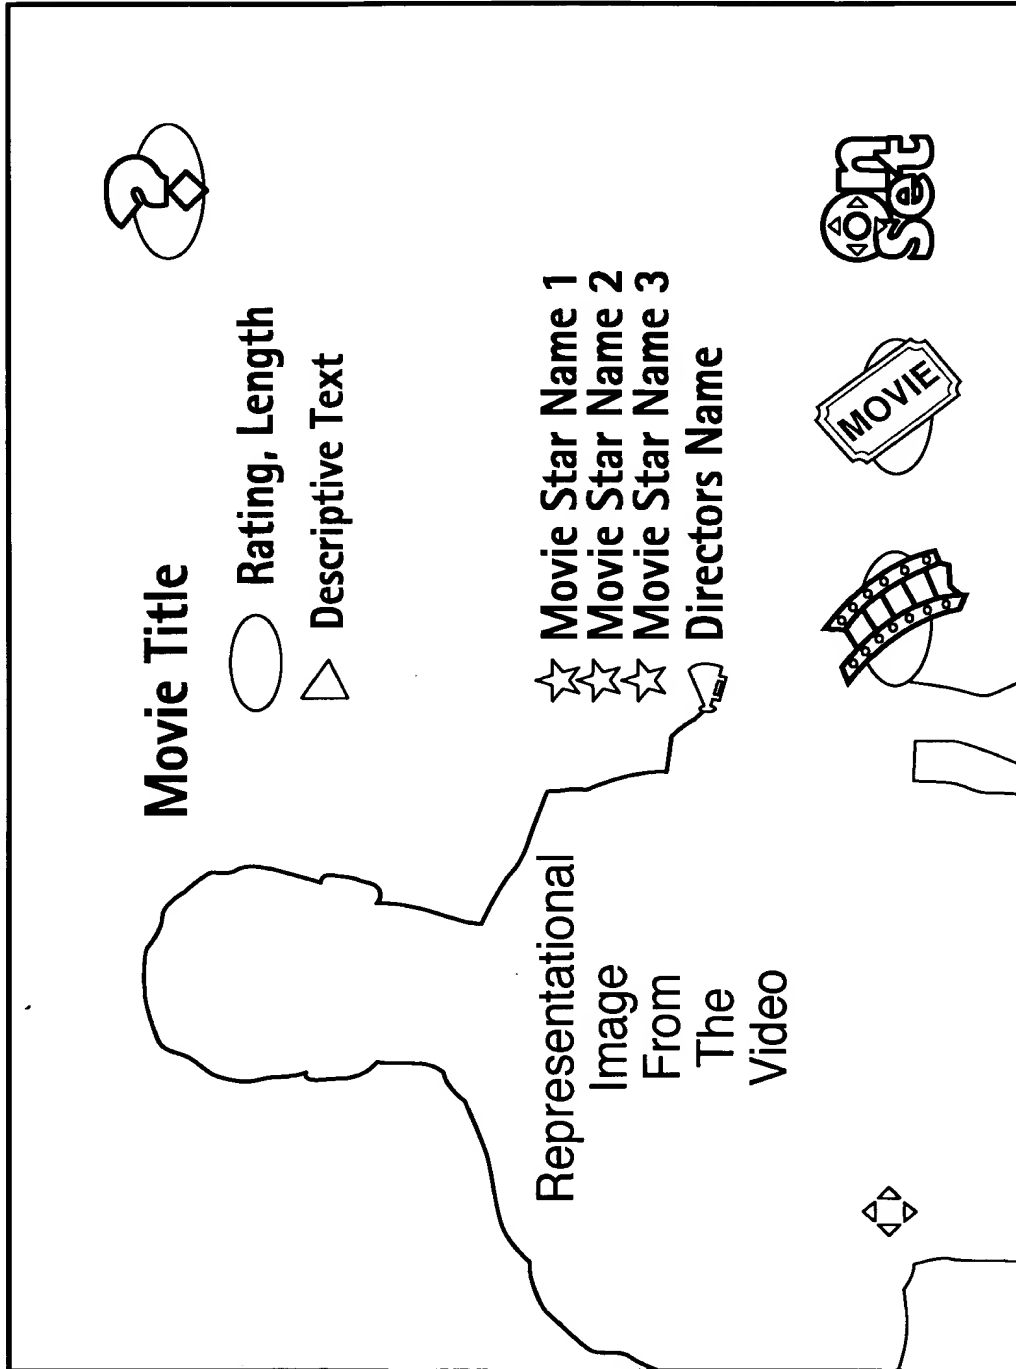 Movie Title
Rating, Length
Descriptive Text
Representational
Image
From
The
Video
Movie Star Name 1
Movie Star Name 2
Movie Star Name 3
Directors Name
MOVIE
on
set
?